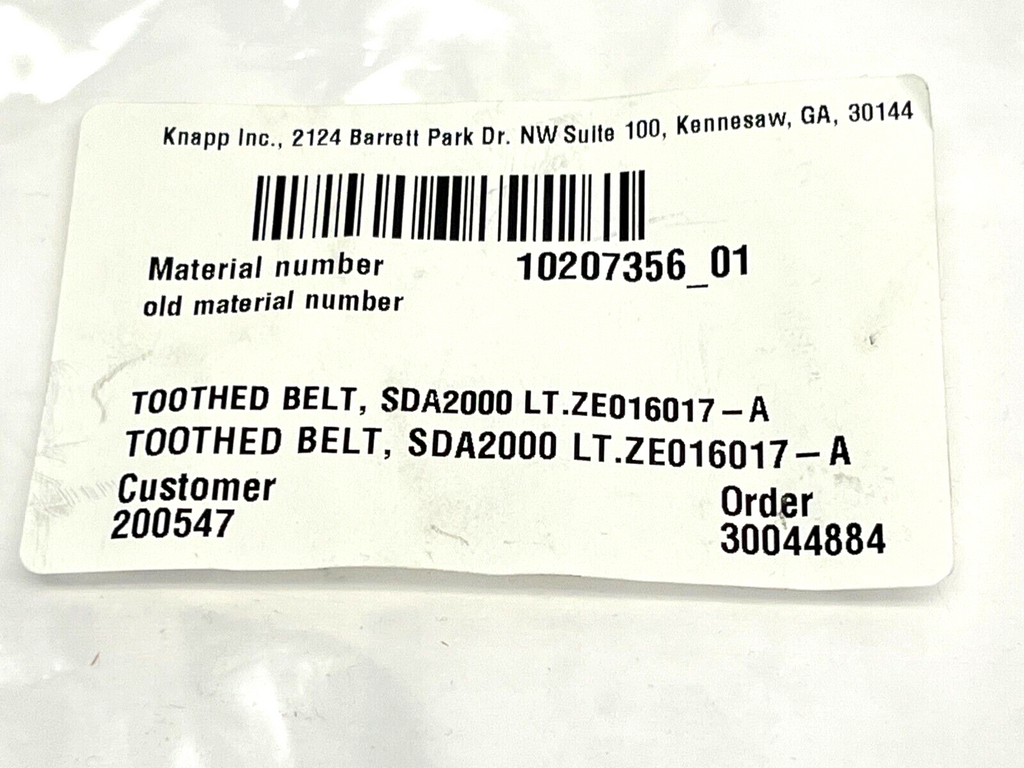 Knapp Inc., 2124 Barrett Park Dr. NW Suite 100, Kennesaw, GA, 30144
Material number 10207356_01
old material number
TOOTHED BELT, SDA2000 LT.ZE016017-A
TOOTHED BELT, SDA2000 LT.ZE016017-A
Customer Order
200547 30044884